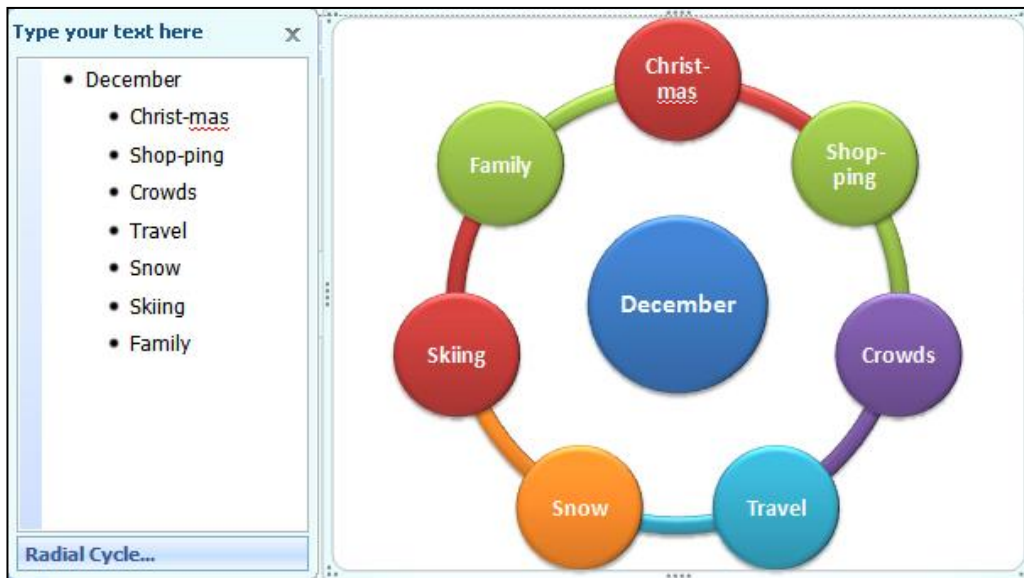 Type your text here
x
December
Christ-mas
Shop-ping
Crowds
Travel
Snow
Skiing
Family
Radial Cycle...
Christ-
mas
Shop-
ping
Crowds
Travel
Snow
Skiing
Family
December